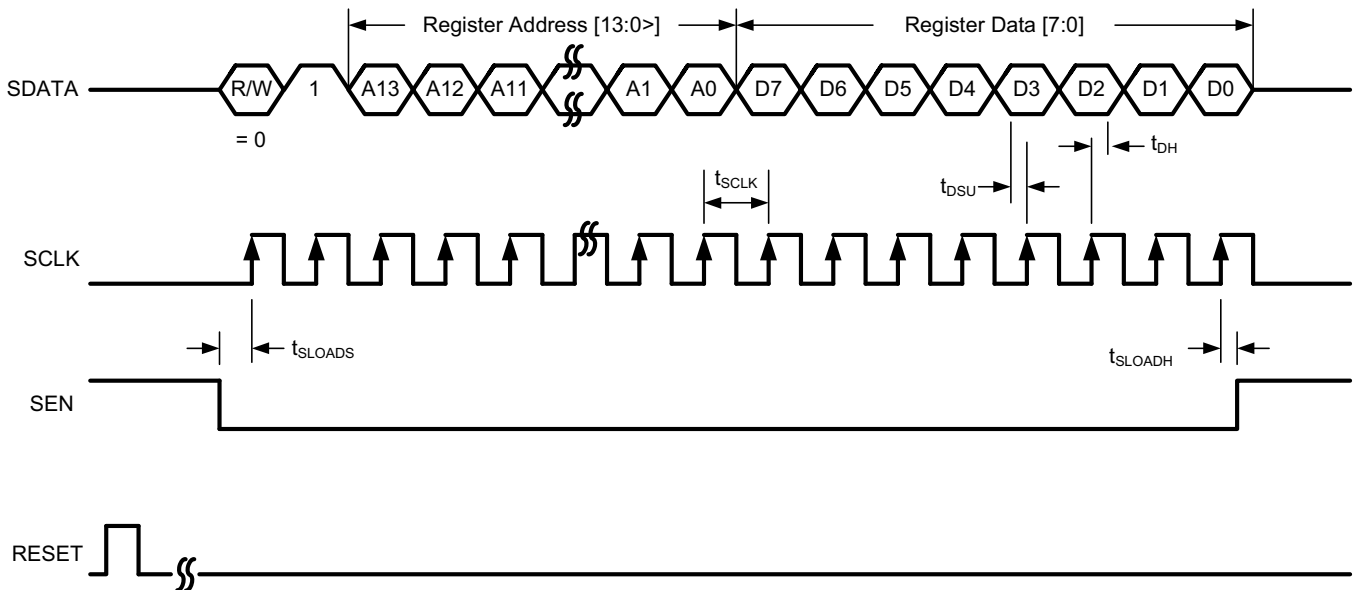 Register Address [13:0>]
Register Data [7:0]
SDATA
R/W 1 A13 A12 A11 A1 A0 D7 D6 D5 D4 D3 D2 D1 D0
= 0
tDH
tSCLK
tDSU
SCLK
tSLOADS
tSLOADH
SEN
RESET